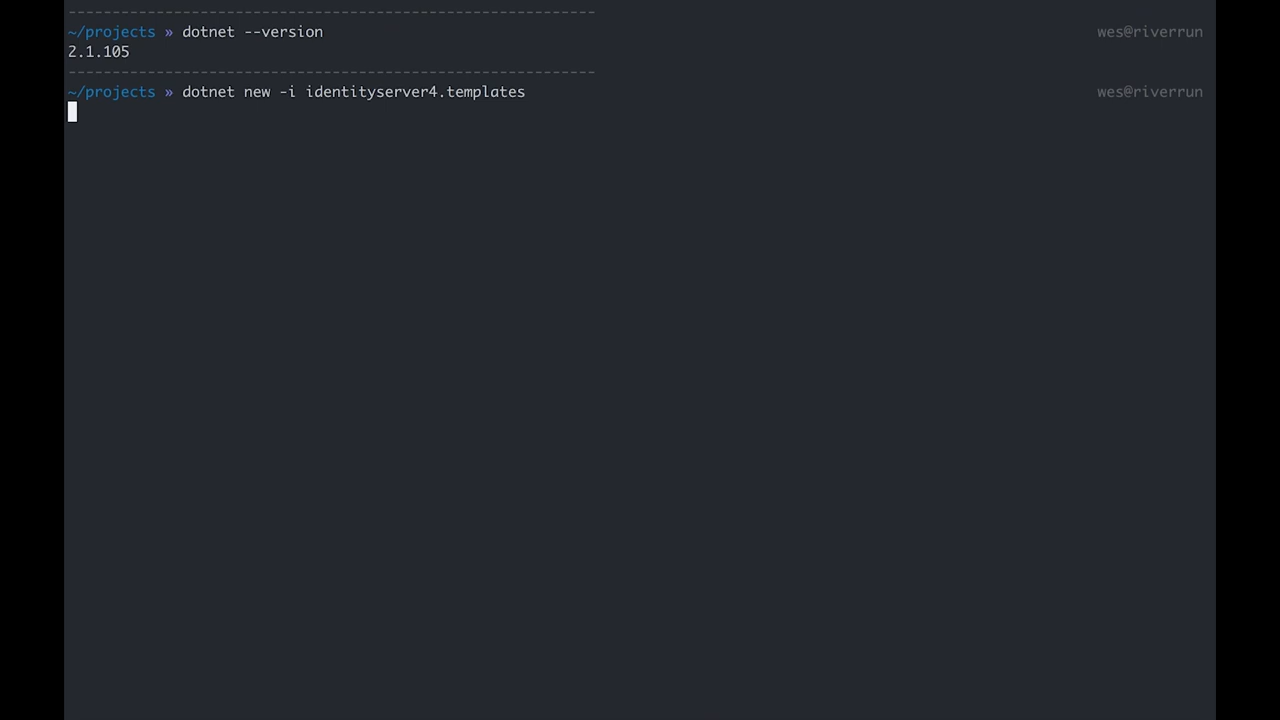 ------------------------------------------------------------
~/projects » dotnet --version wes@riverrun
2.1.105
------------------------------------------------------------
~/projects » dotnet new -i identityserver4.templates wes@riverrun